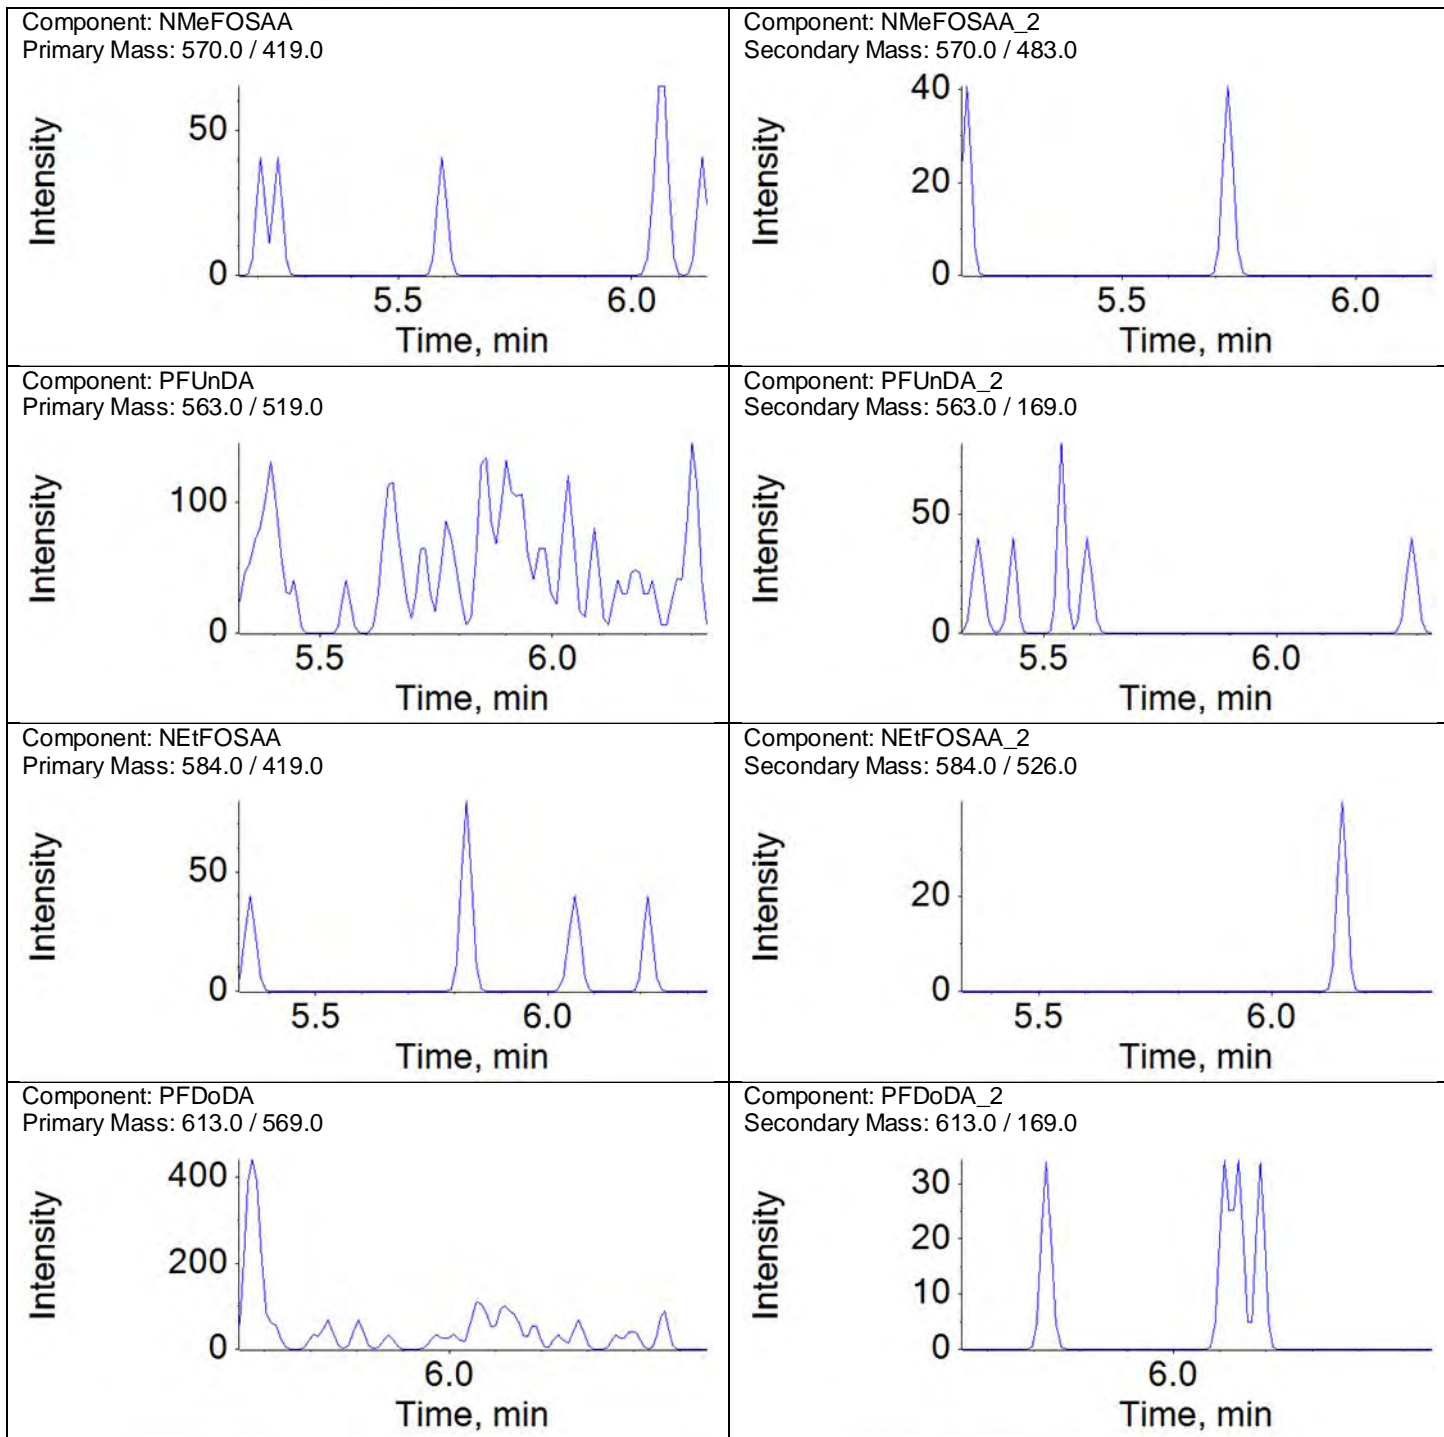 Component: NMeFOSAA
Primary Mass: 570.0 / 419.0
Intensity
50
0
5.5 6.0
Time, min
Component: NMeFOSAA_2
Secondary Mass: 570.0 / 483.0
Intensity
40
20
0
5.5 6.0
Time, min
Component: PFUnDA
Primary Mass: 563.0 / 519.0
Intensity
100
0
5.5 6.0
Time, min
Component: PFUnDA_2
Secondary Mass: 563.0 / 169.0
Intensity
50
0
5.5 6.0
Time, min
Component: NEtFOSAA
Primary Mass: 584.0 / 419.0
Intensity
50
0
5.5 6.0
Time, min
Component: NEtFOSAA_2
Secondary Mass: 584.0 / 526.0
Intensity
20
0
5.5 6.0
Time, min
Component: PFDoDA
Primary Mass: 613.0 / 569.0
Intensity
400
200
0
6.0
Time, min
Component: PFDoDA_2
Secondary Mass: 613.0 / 169.0
Intensity
30
20
10
0
6.0
Time, min